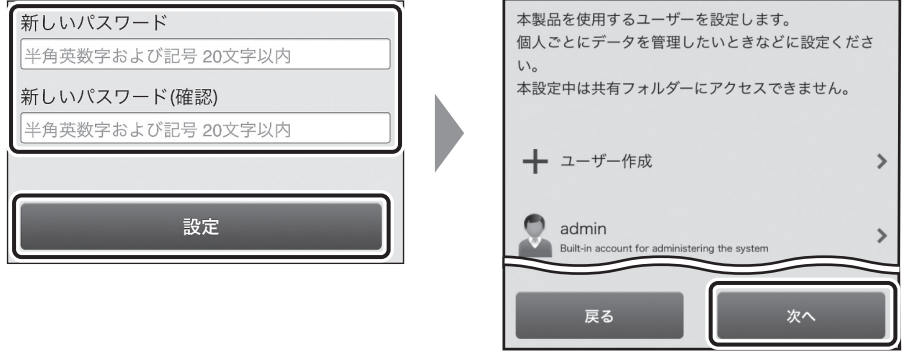 新しいパスワード
半角英数字および記号 20文字以内
新しいパスワード(確認)
半角英数字および記号 20文字以内
設定
本製品を使用するユーザーを設定します。
個人ごとにデータを管理したいときなどに設定くださ
い。
本設定中は共有フォルダーにアクセスできません。
ユーザー作成
admin
Built-in account for administering the system
戻る
次へ